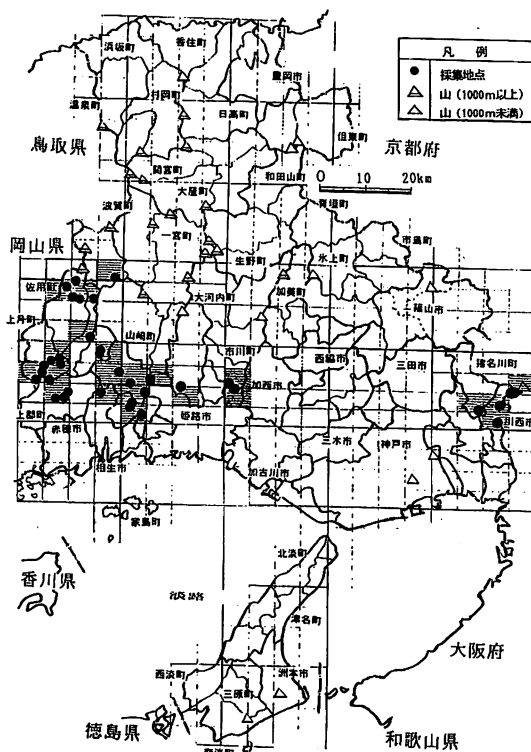 凡例
採集地点
山 (1000m以上)
山 (1000m未満)
浜坂町
香住町
豊岡市
温泉町
村岡町
日高町
但東町
鳥取県
京都府
関宮町
和田山町
大屋町
青垣町
0 10 20km
波賀町
一宮町
生野町
氷上町
市島町
岡山県
佐用町
大河内町
加美町
篠山市
上月町
山崎町
市川町
西脇市
三田市
猪名川町
加西市
上郡町
赤穂市
姫路市
三木市
神戸市
川西市
相生市
加古川市
家島町
北淡町
香川県
津名町
大阪府
西淡町
洲本市
三原町
徳島県
和歌山県